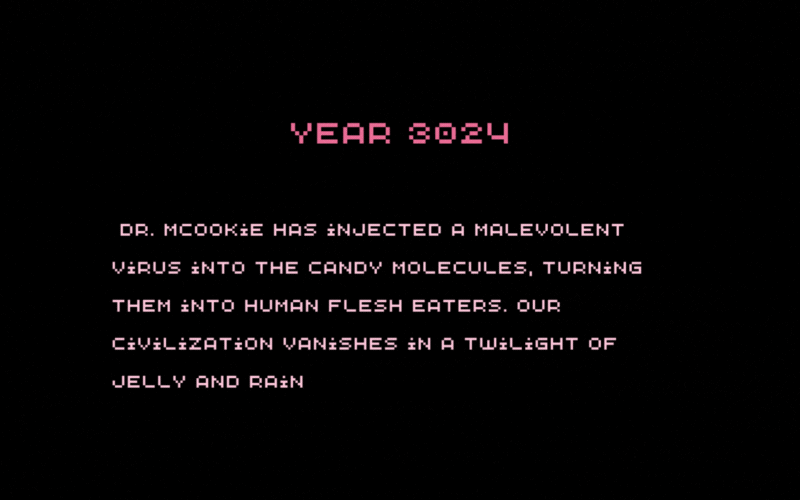 YEAR 3024
DR. MCOOKiE HAS iNJECTED A MALEVOLENT
ViRUS iNTO THE CANDY MOLECULES, TURNiNG
THEM iNTO HUMAN FLESH EATERS. OUR
CiViLiZATiON VANiSHES iN A TWiLiGHT OF
JELLY AND RAiN